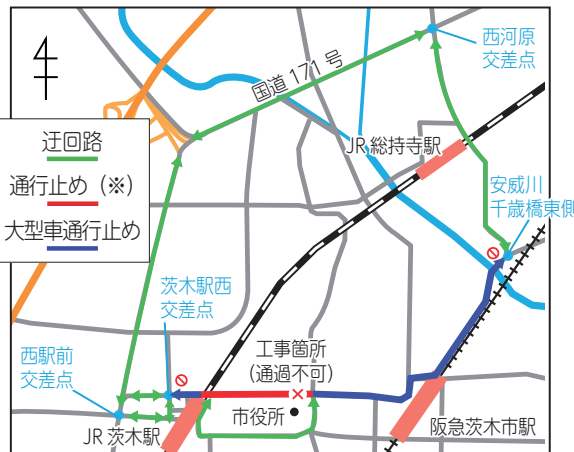 西河原
交差点
国道171号
迂回路
通行止め（※）
大型車通行止め
JR総持寺駅
安威川
千歳橋東側
茨木駅西
交差点
西駅前
交差点
工事箇所
（通過不可）
市役所
JR茨木駅
阪急茨木市駅